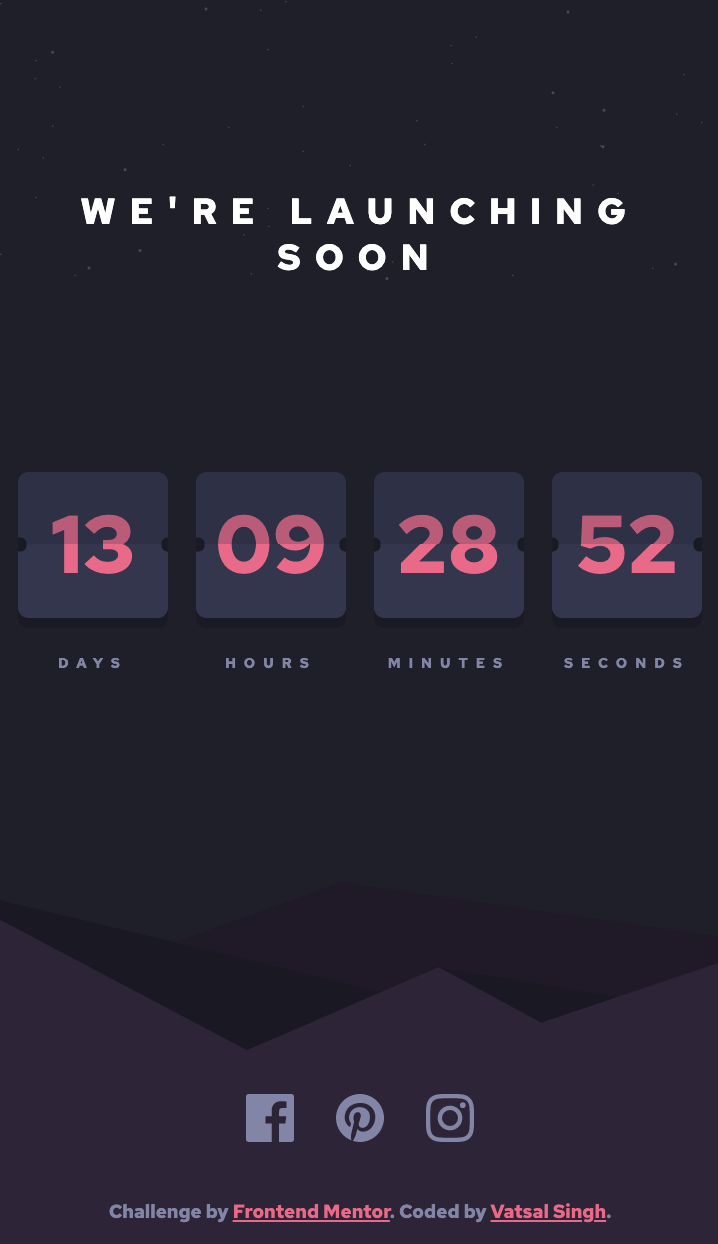 WE'RE LAUNCHING
SOON
13 09 28 52
DAYS HOURS MINUTES SECONDS
Challenge by Frontend Mentor. Coded by Vatsal Singh.